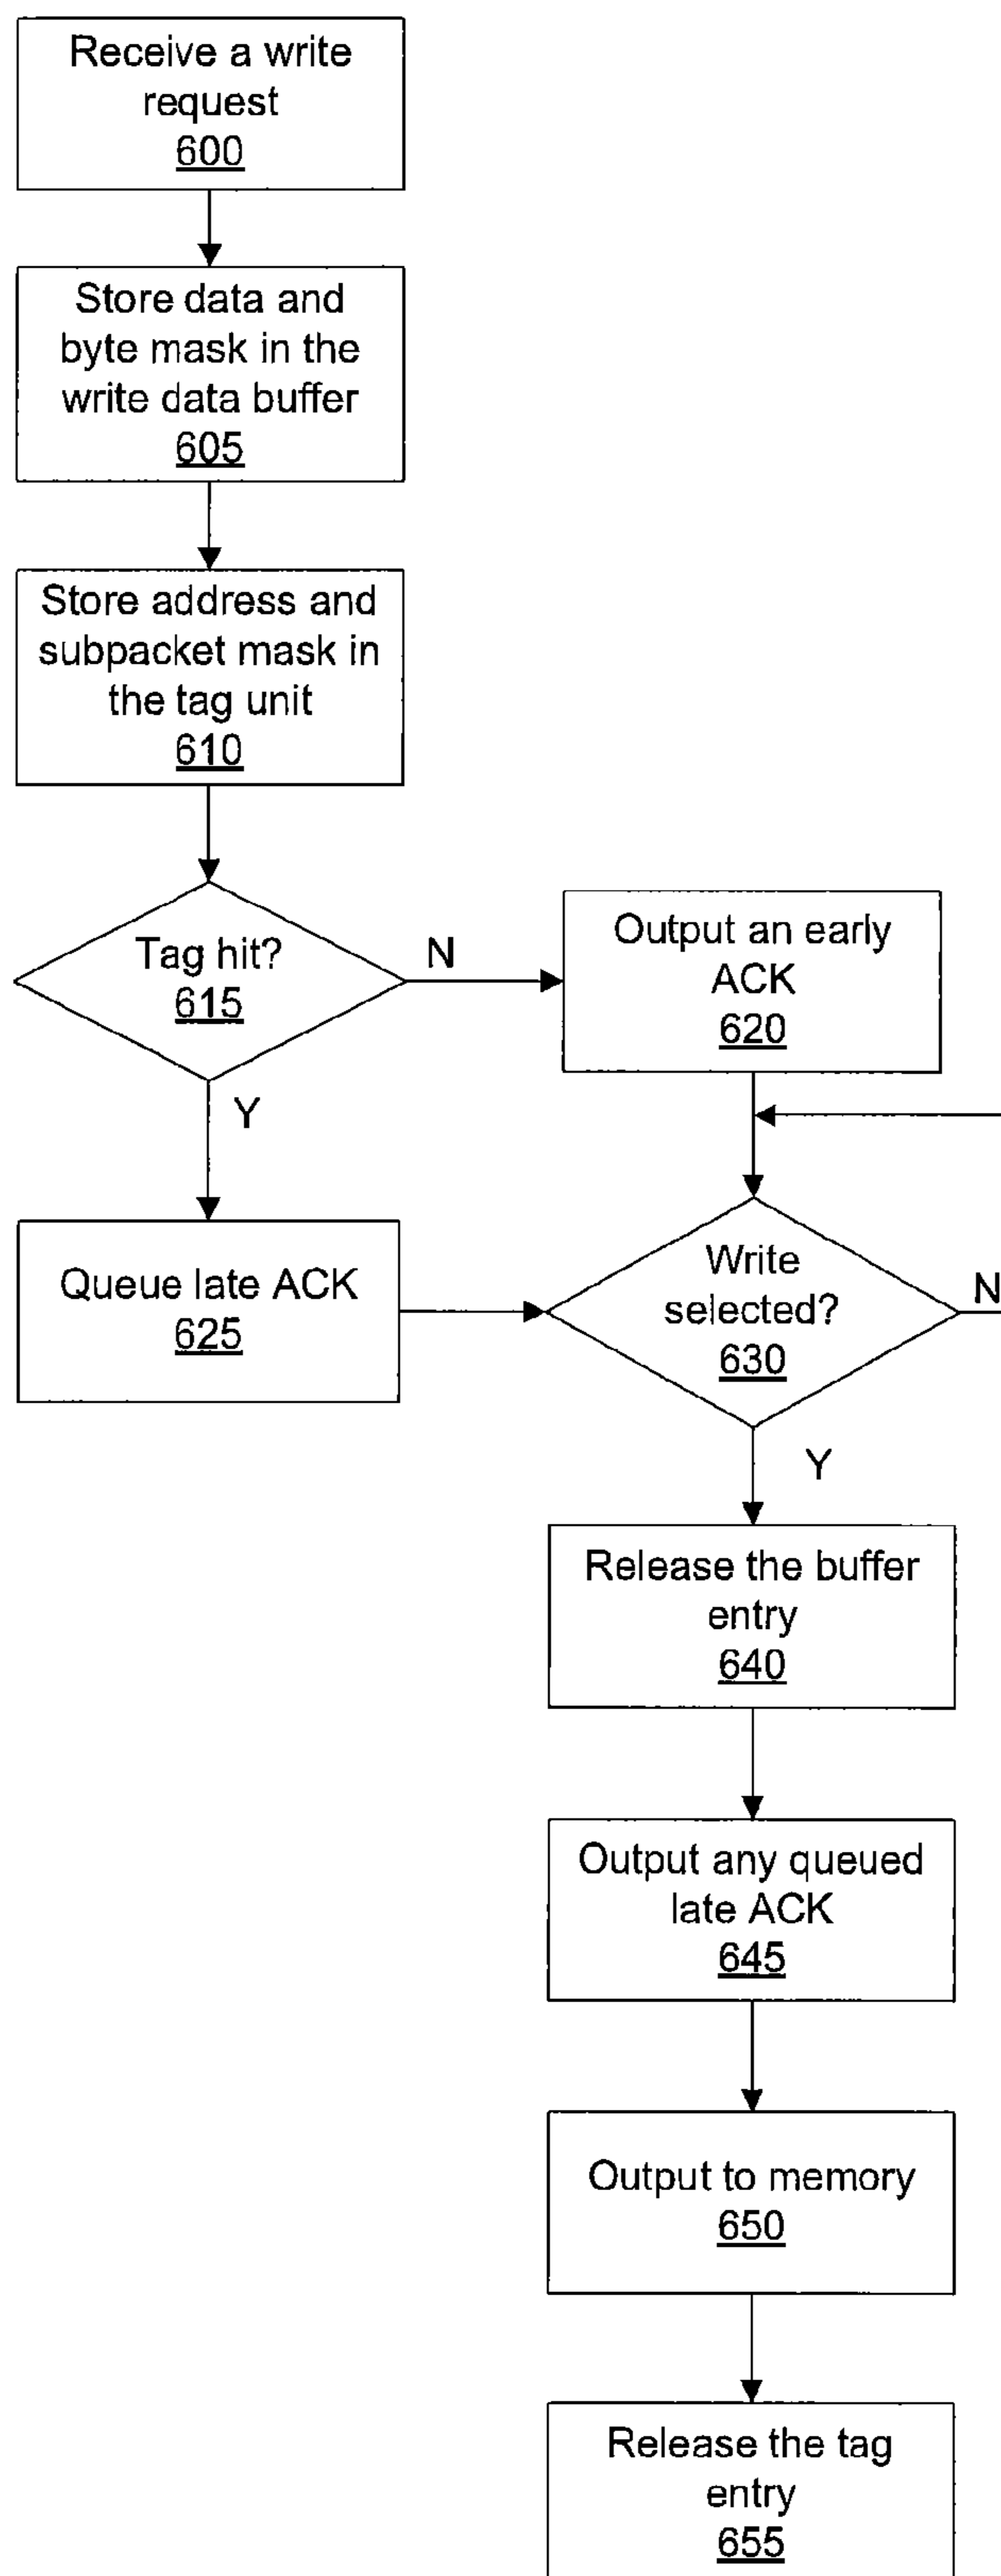 Receive a write
request
600
Store data and
byte mask in the
write data buffer
605
Store address and
subpacket mask in
the tag unit
610
Tag hit?
615
N
Output an early
ACK
620
Y
Queue late ACK
625
Write
selected?
630
N
Y
Release the buffer
entry
640
Output any queued
late ACK
645
Output to memory
650
Release the tag
entry
655